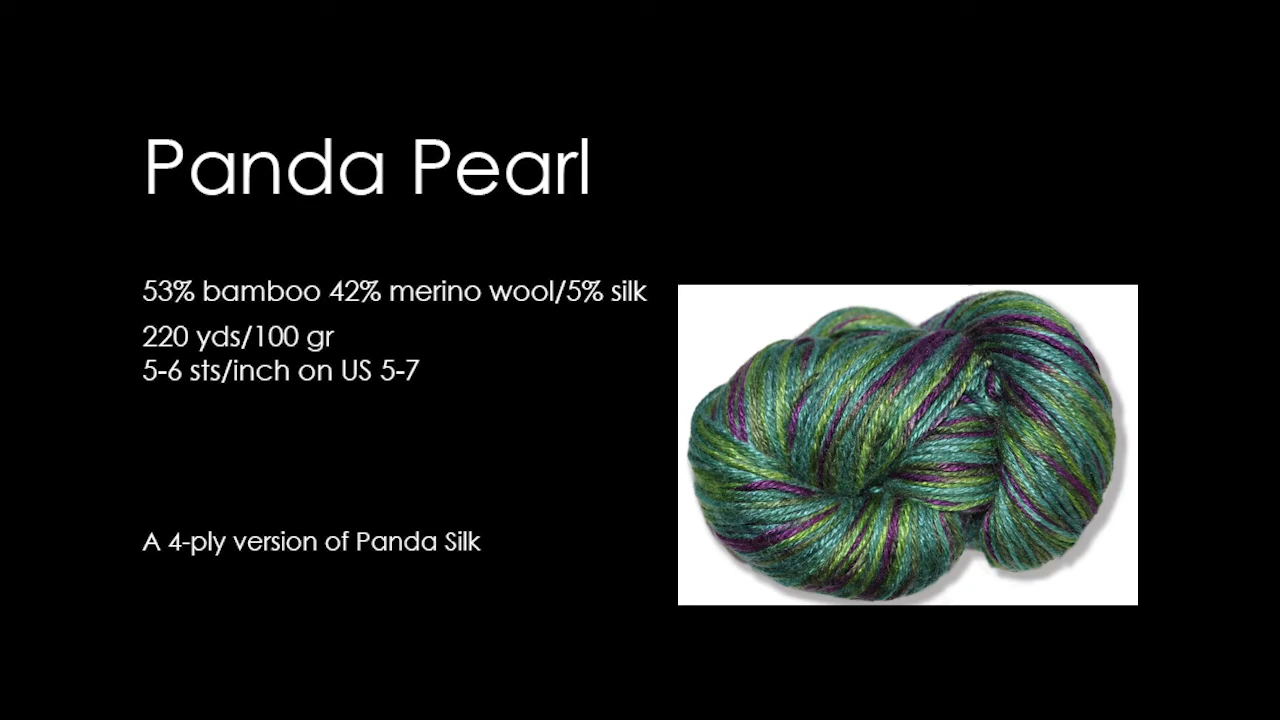 Panda Pearl
53% bamboo 42% merino wool/5% silk
220 yds/100 gr
5-6 sts/inch on US 5-7
A 4-ply version of Panda Silk